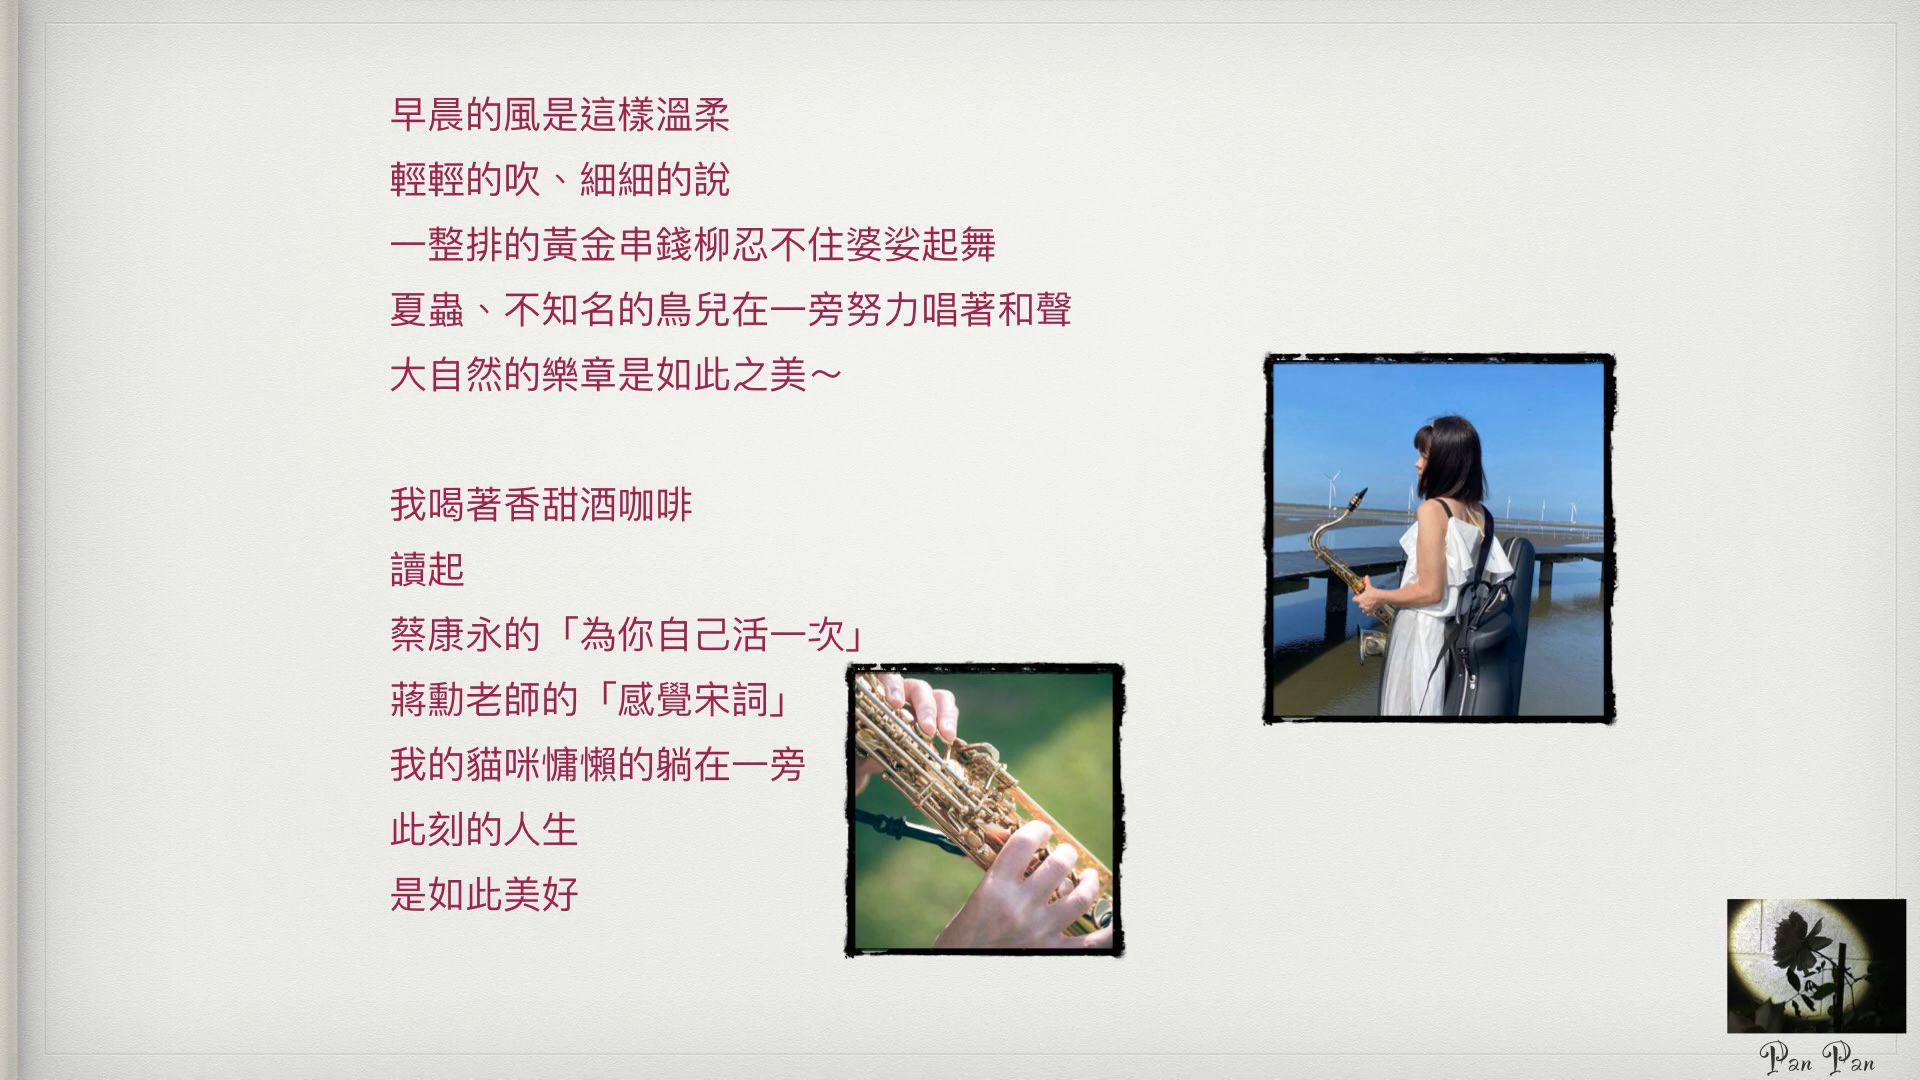 早晨的風是這樣溫柔
輕輕的吹、細細的說
一整排的黃金串錢柳忍不住婆娑起舞
夏蟲、不知名的鳥兒在一旁努力唱著和聲
大自然的樂章是如此之美～
我喝著香甜酒咖啡
讀起
蔡康永的「為你自己活一次」
蔣勳老師的「感覺宋詞」
我的貓咪慵懶的躺在一旁
此刻的人生
是如此美好
Pan Pan